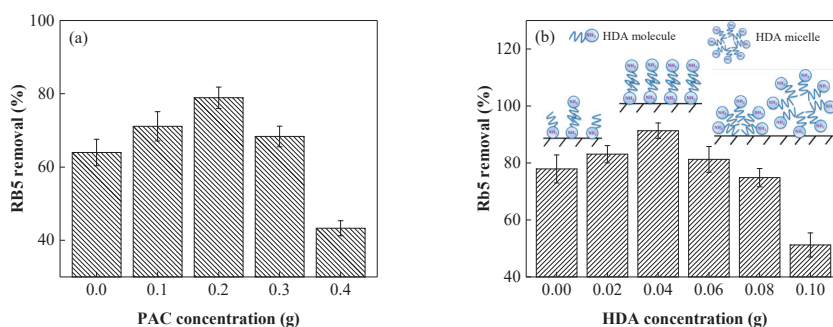 (a)
RB5 removal (%)
100
80
60
40
0.0 0.1 0.2 0.3 0.4
PAC concentration (g)
(b)
HDA molecule
HDA micelle
Rb5 removal (%)
120
100
80
60
40
0.00 0.02 0.04 0.06 0.08 0.10
HDA concentration (g)